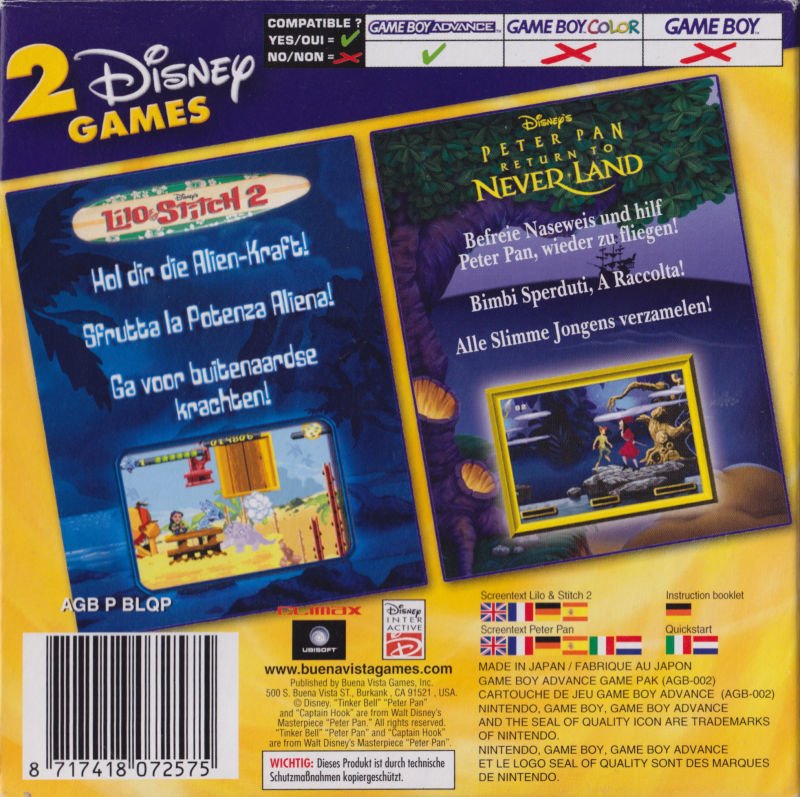 COMPATIBLE ?
YES/OUI =
NO/NON =
GAME BOY ADVANCE™
GAME BOY COLOR
GAME BOY™
2 Disney
GAMES
Disney's
LILO & STITCH 2
Hol dir die Alien-Kraft!
Sfrutta la Potenza Aliena!
Ga voor buitenaardse
krachten!
014806
Disney's
PETER PAN
RETURN TO
NEVER LAND
Befreie Naseweis und hilf
Peter Pan, wieder zu fliegen!
Bimbi Sperduti, A Raccolta!
Alle Slimme Jongens verzamelen!
02
AGB P BLQP
8 717418 072575
CLIMAX
UBISOFT
DISNEY
INTER
ACTIVE
www.buenavistagames.com
Published by Buena Vista Games, Inc.
500 S. Buena Vista ST., Burkank , CA 91521 , USA.
© Disney. "Tinker Bell" "Peter Pan"
and "Captain Hook" are from Walt Disney's
Masterpiece "Peter Pan." All rights reserved.
"Tinker Bell" "Peter Pan" and "Captain Hook"
are from Walt Disney's Masterpiece "Peter Pan".
WICHTIG: Dieses Produkt ist durch technische
Schutzmaßnahmen kopiergeschützt.
Screentext Lilo & Stitch 2
Instruction booklet
Screentext Peter Pan
Quickstart
MADE IN JAPAN / FABRIQUE AU JAPON
GAME BOY ADVANCE GAME PAK (AGB-002)
CARTOUCHE DE JEU GAME BOY ADVANCE (AGB-002)
NINTENDO, GAME BOY, GAME BOY ADVANCE
AND THE SEAL OF QUALITY ICON ARE TRADEMARKS
OF NINTENDO.
NINTENDO, GAME BOY, GAME BOY ADVANCE
ET LE LOGO SEAL OF QUALITY SONT DES MARQUES
DE NINTENDO.